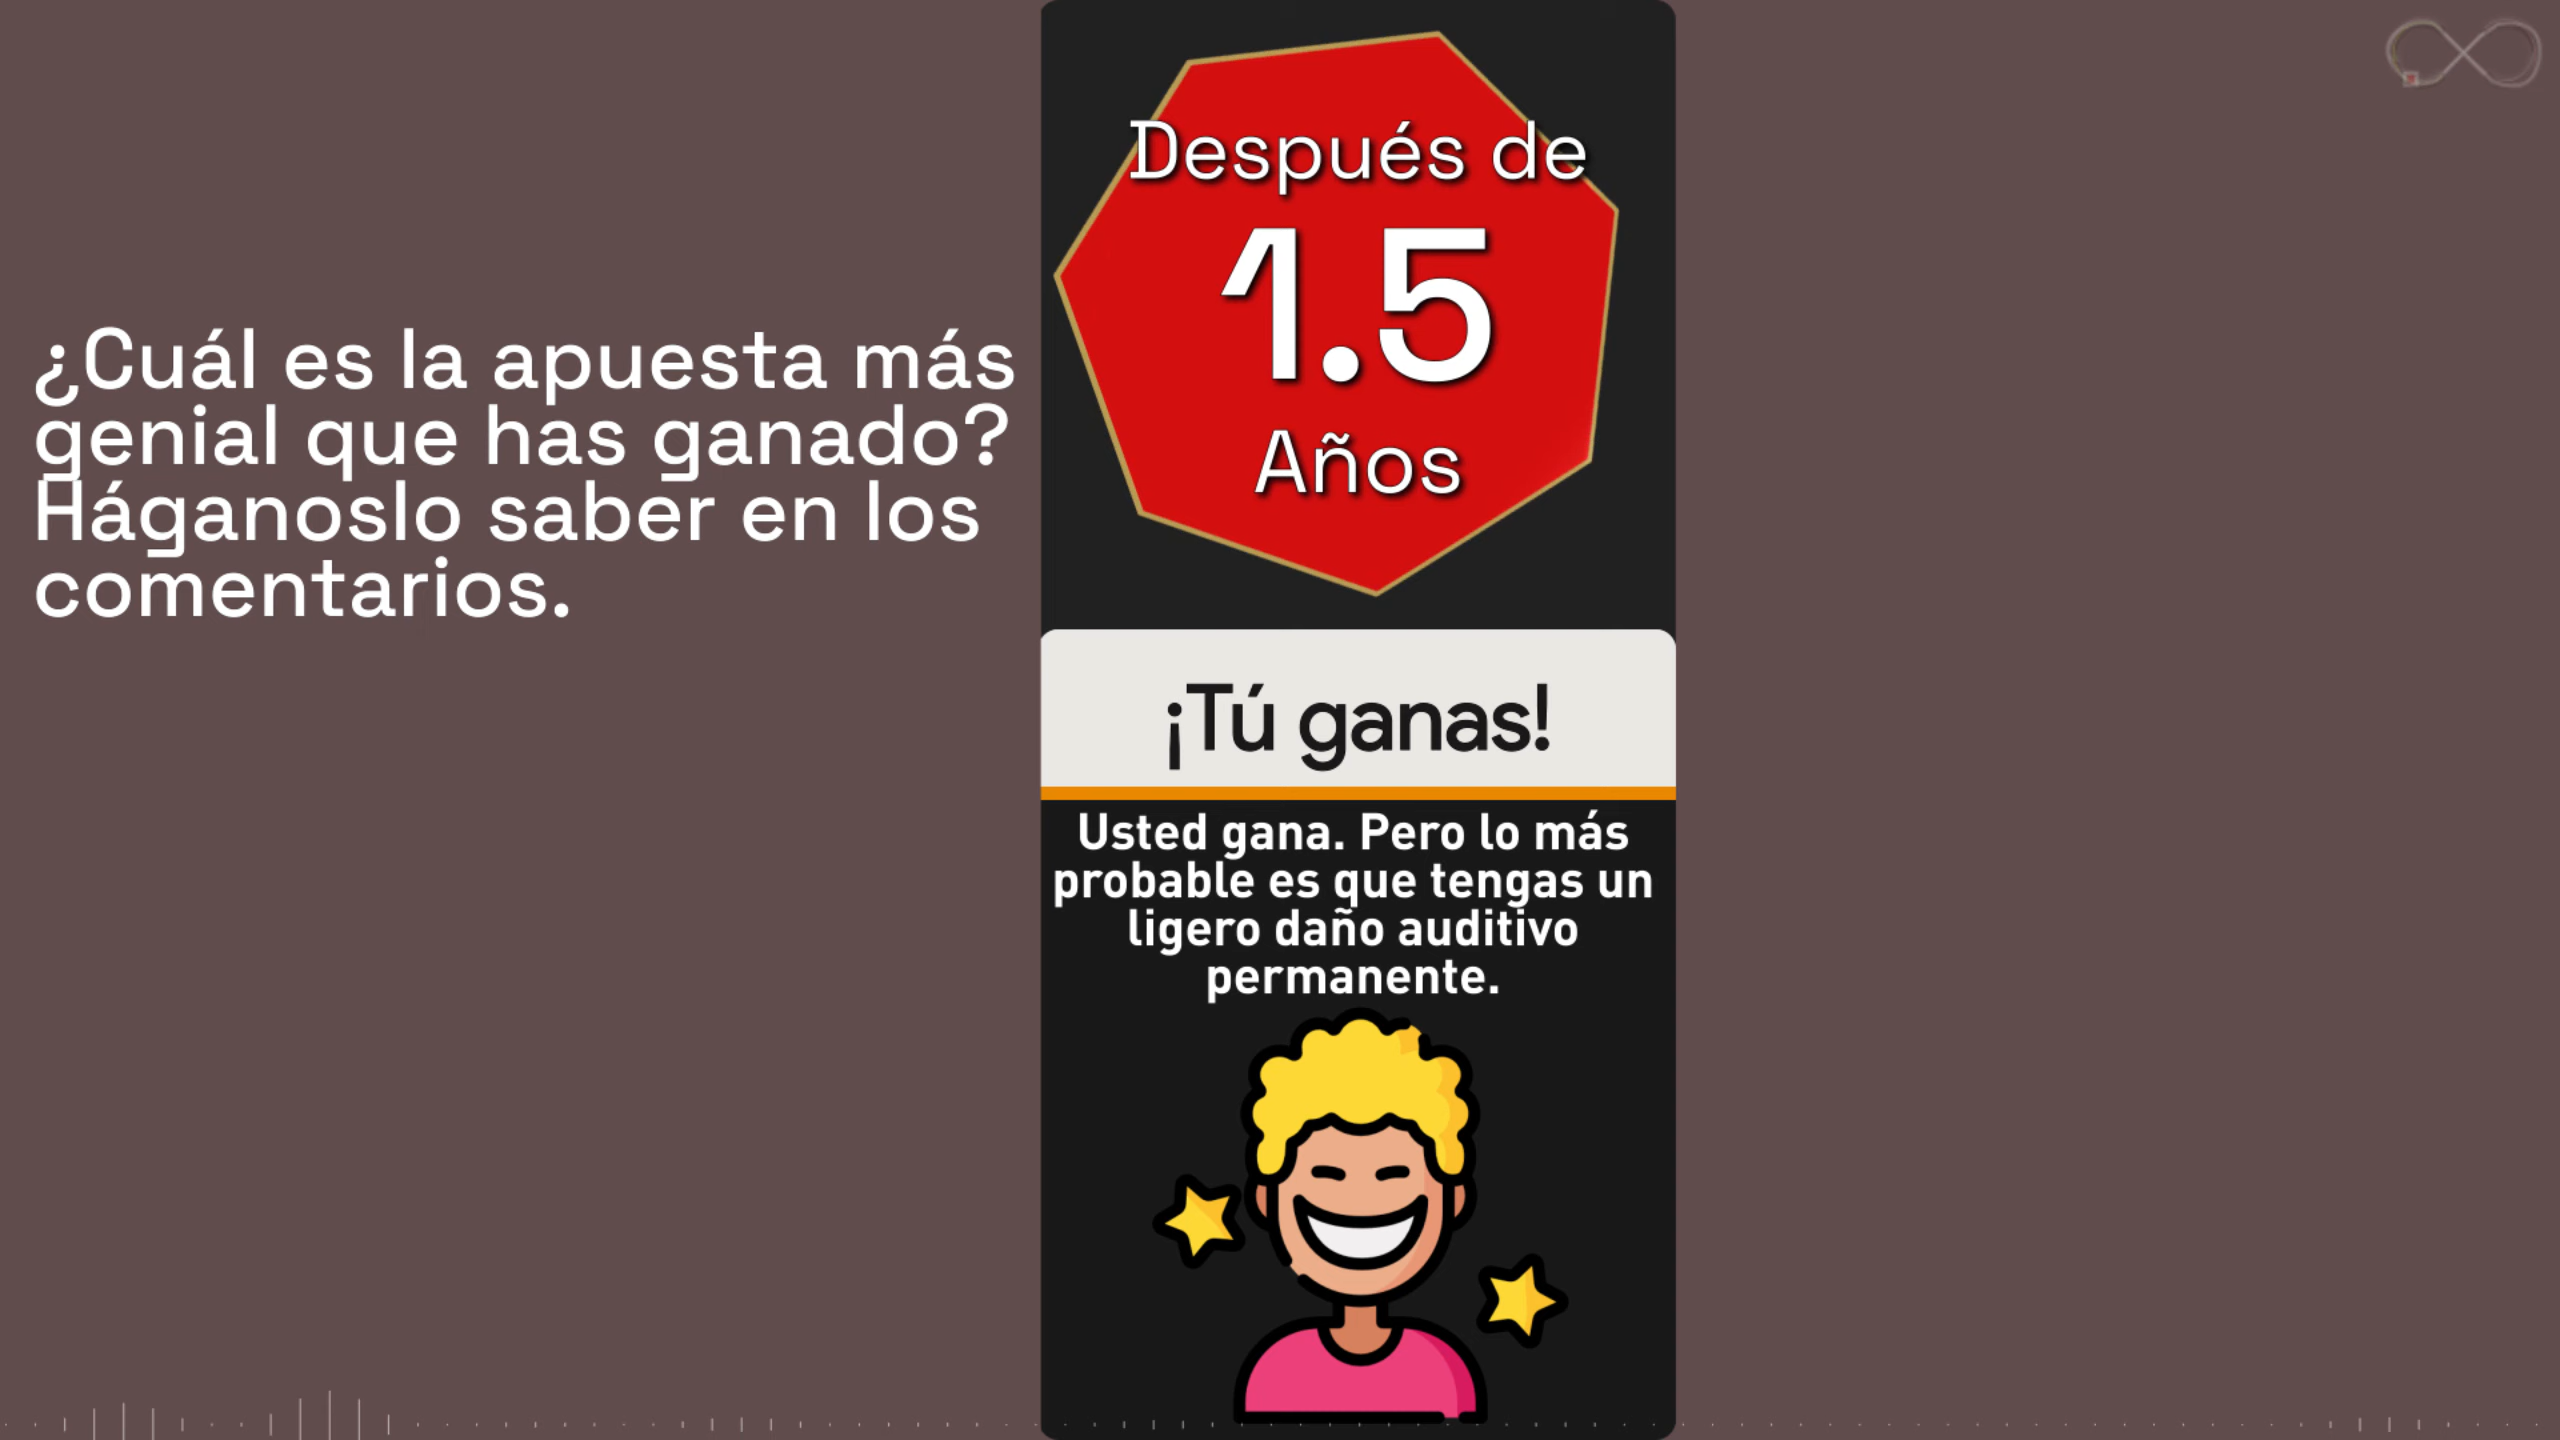 ¿Cuál es la apuesta más
genial que has ganado?
Háganoslo saber en los
comentarios.
Después de
1.5
Años
¡Tú ganas!
Usted gana. Pero lo más
probable es que tengas un
ligero daño auditivo
permanente.